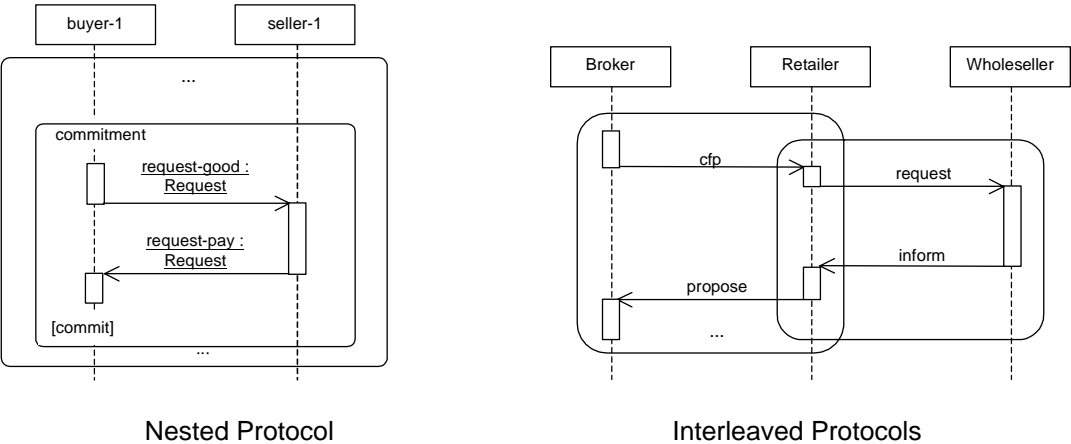 buyer-1
seller-1
...
commitment
request-good :
Request
request-pay :
Request
[commit]
...
Nested Protocol
Broker
Retailer
Wholeseller
cfp
request
inform
propose
...
Interleaved Protocols